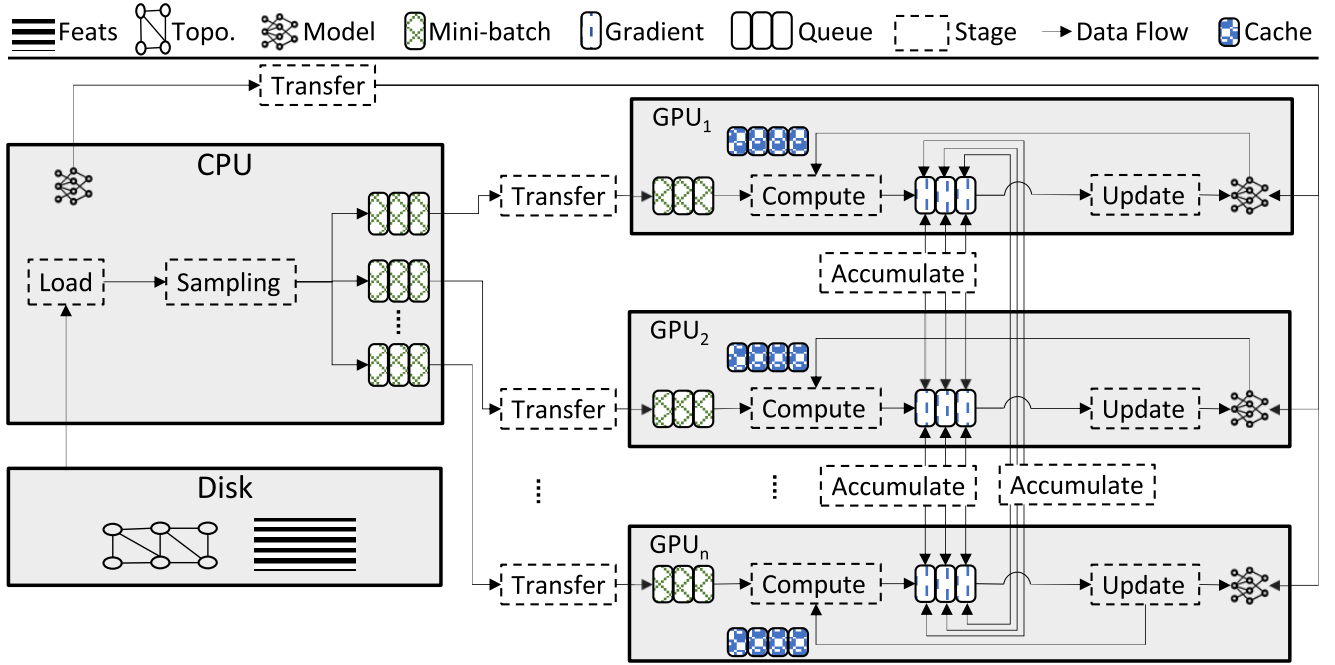 Feats Topo. Model Mini-batch Gradient Queue Stage Data Flow Cache
Transfer
CPU
Load
Sampling
Disk
Transfer
Transfer
Transfer
GPU1
Compute
Update
Accumulate
GPU2
Compute
Update
Accumulate
Accumulate
GPUn
Compute
Update